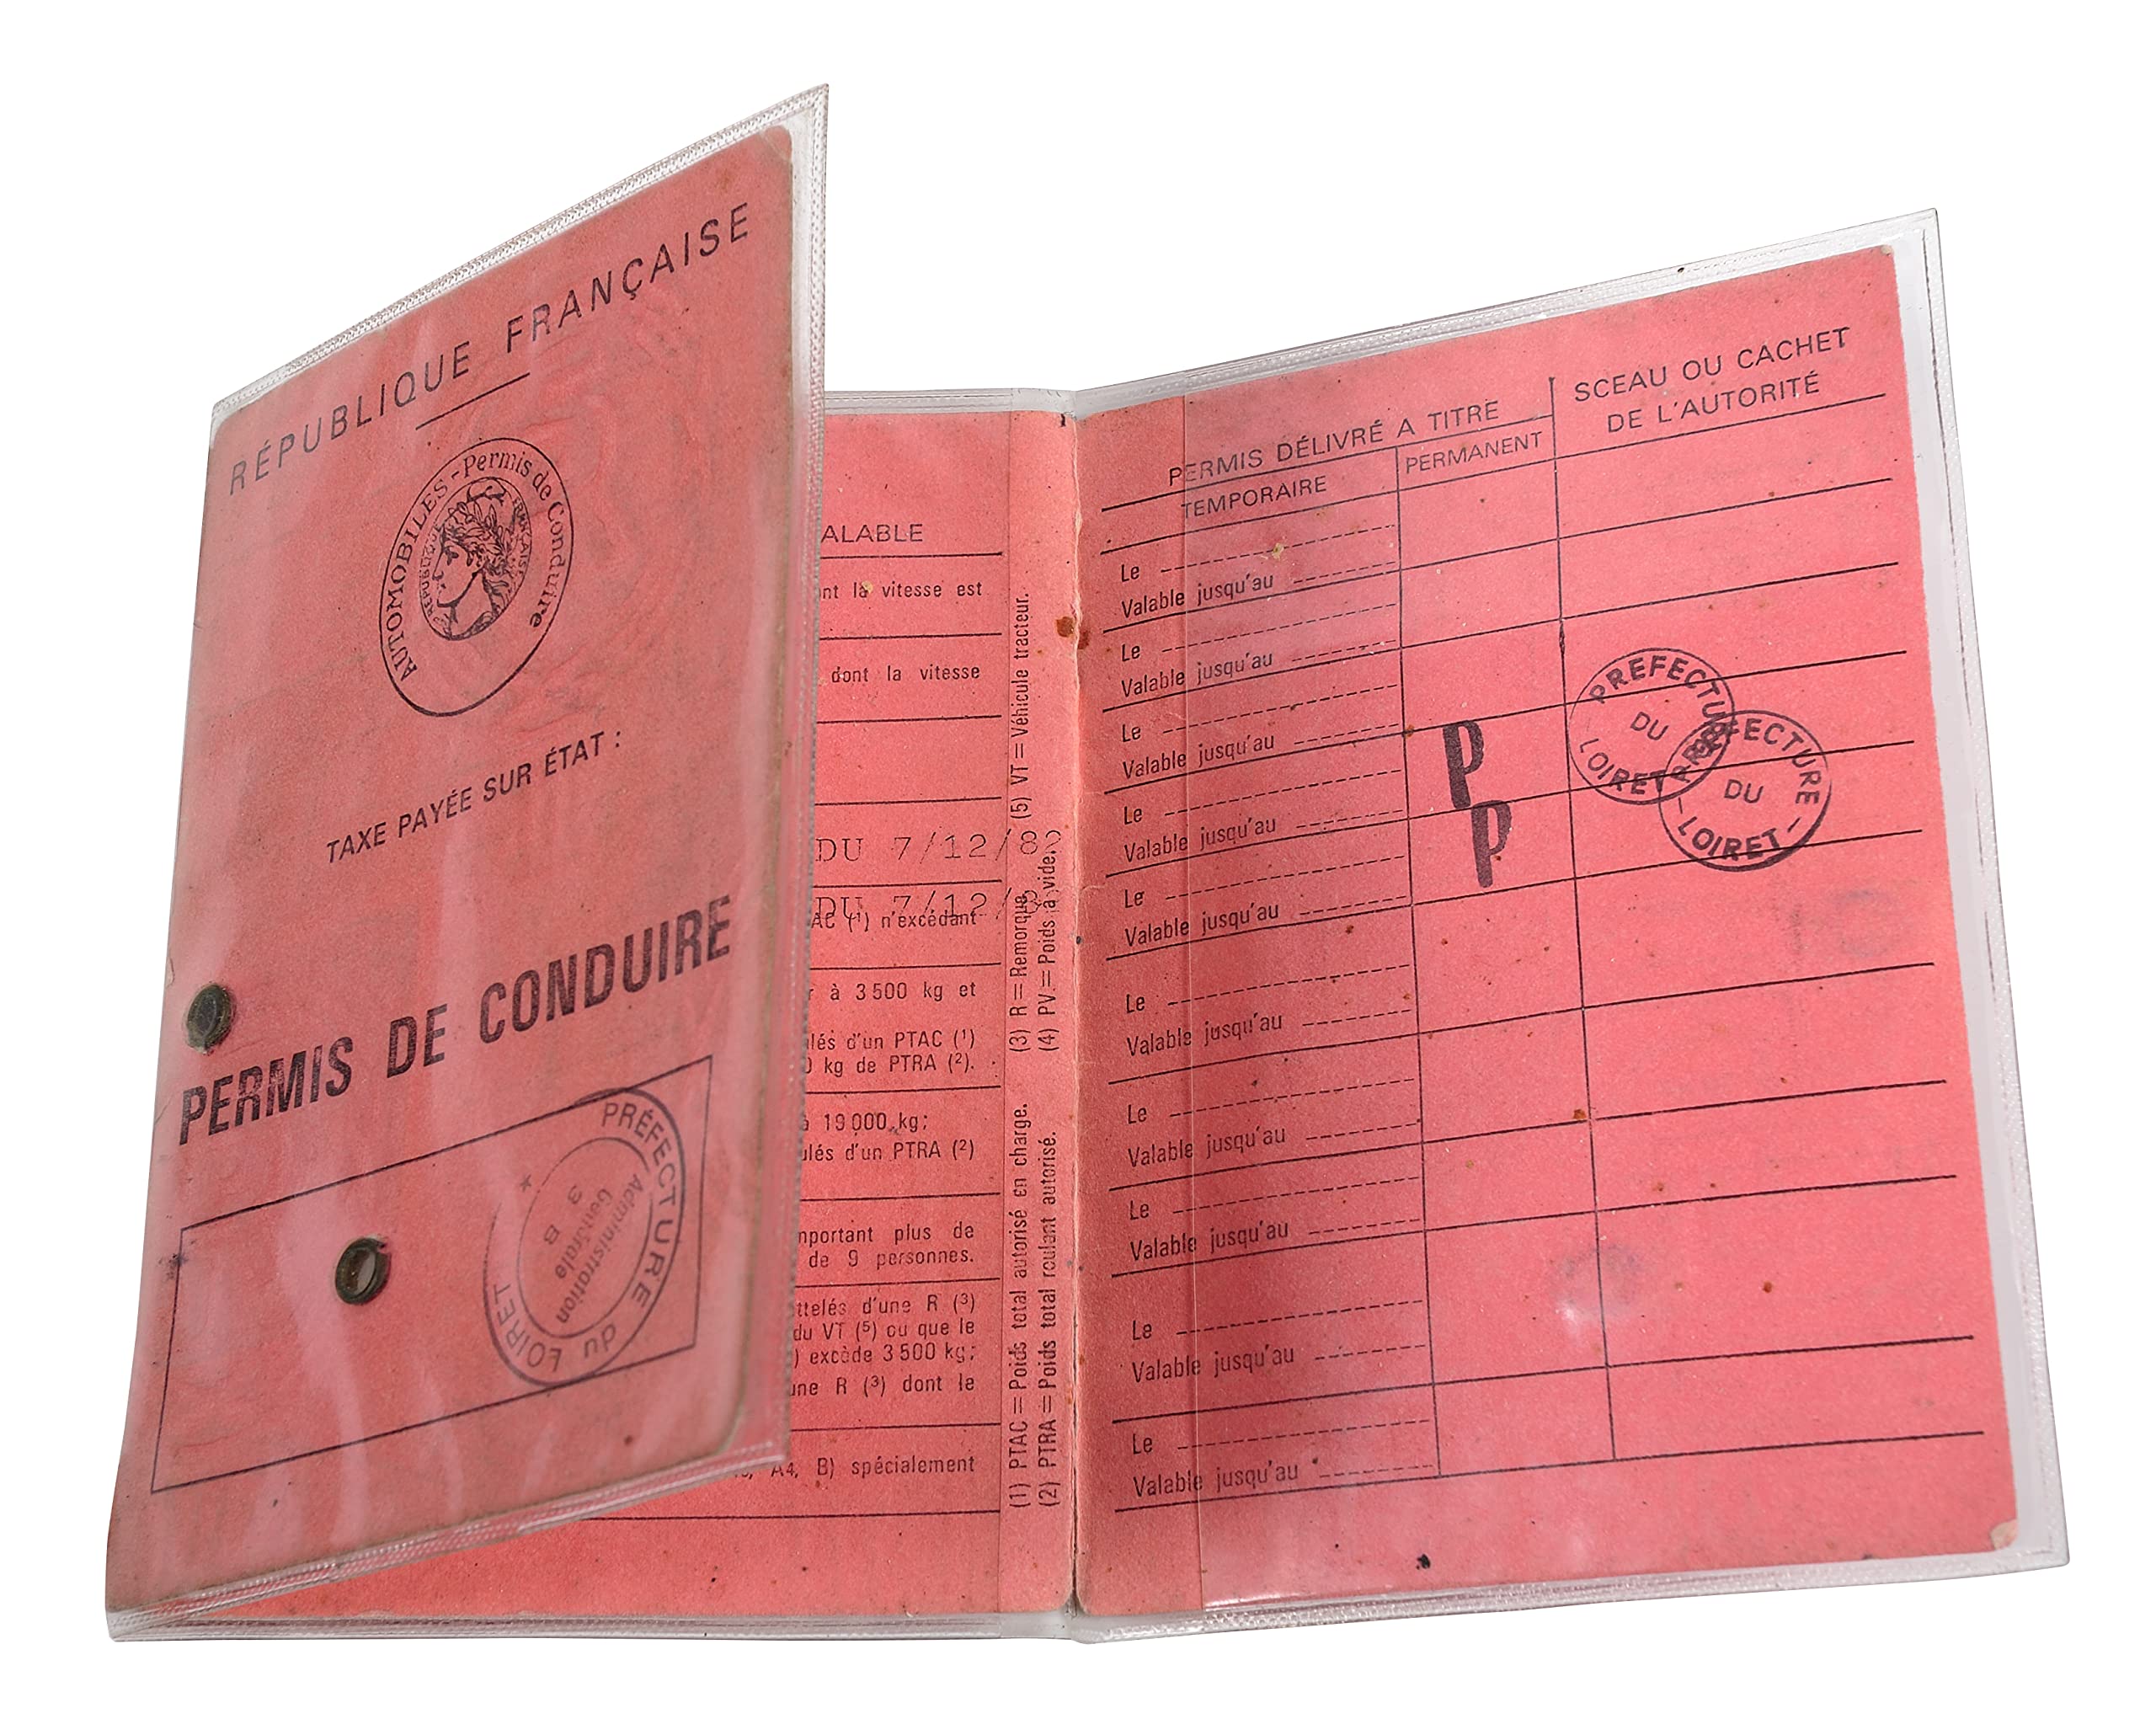 RÉPUBLIQUE FRANÇAISE
AUTOMOBILES - Permis de Conduire
REPUBLIQUE FRANÇAISE
TAXE PAYÉE SUR ÉTAT :
PERMIS DE CONDUIRE
PRÉFECTURE du LOIRET
Administration
Générale
3 B
ALABLE
nt la vitesse est
dont la vitesse
DU 7/12/82
DU 7/12/8
AC (1) n'excédant
r à 3500 kg et
lés d'un PTAC (1)
0 kg de PTRA (2).
à 19 000 kg;
ulés d'un PTRA (2)
mportant plus de
de 9 personnes.
ttelés d'une R (3)
du VT (5) ou que le
) excède 3500 kg;
une R (3) dont le
A4, B) spécialement
(1) PTAC = Poids total autorisé en charge. (3) R = Remorque. (5) VT = Véhicule tracteur.
(2) PTRA = Poids total roulant autorisé. (4) PV = Poids à vide.
PERMIS DÉLIVRÉ A TITRE
SCEAU OU CACHET
DE L'AUTORITÉ
TEMPORAIRE
PERMANENT
Le
Valable jusqu'au
Le
Valable jusqu'au
Le
Valable jusqu'au
P
PREFECTURE
DU
LOIRET
Le
Valable jusqu'au
P
PREFECTURE
DU
- LOIRET -
Le
Valable jusqu'au
Le
Valable jusqu'au
Le
Valable jusqu'au
Le
Valable jusqu'au
Le
Valable jusqu'au
Le
Valable jusqu'au